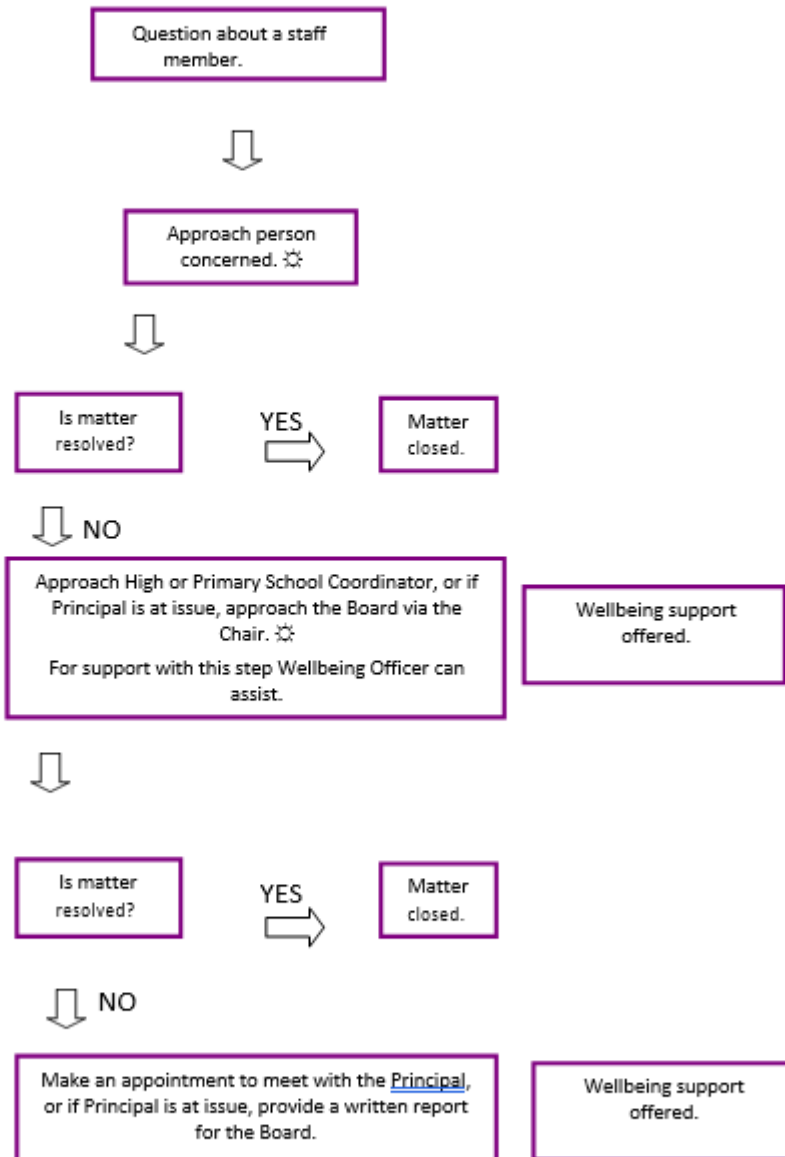 Question about a staff
member.
Approach person
concerned. ☼
Is matter
resolved?
YES
Matter
closed.
NO
Approach High or Primary School Coordinator, or if
Principal is at issue, approach the Board via the
Chair. ☼
For support with this step Wellbeing Officer can
assist.
Wellbeing support
offered.
Is matter
resolved?
YES
Matter
closed.
NO
Make an appointment to meet with the Principal,
or if Principal is at issue, provide a written report
for the Board.
Wellbeing support
offered.